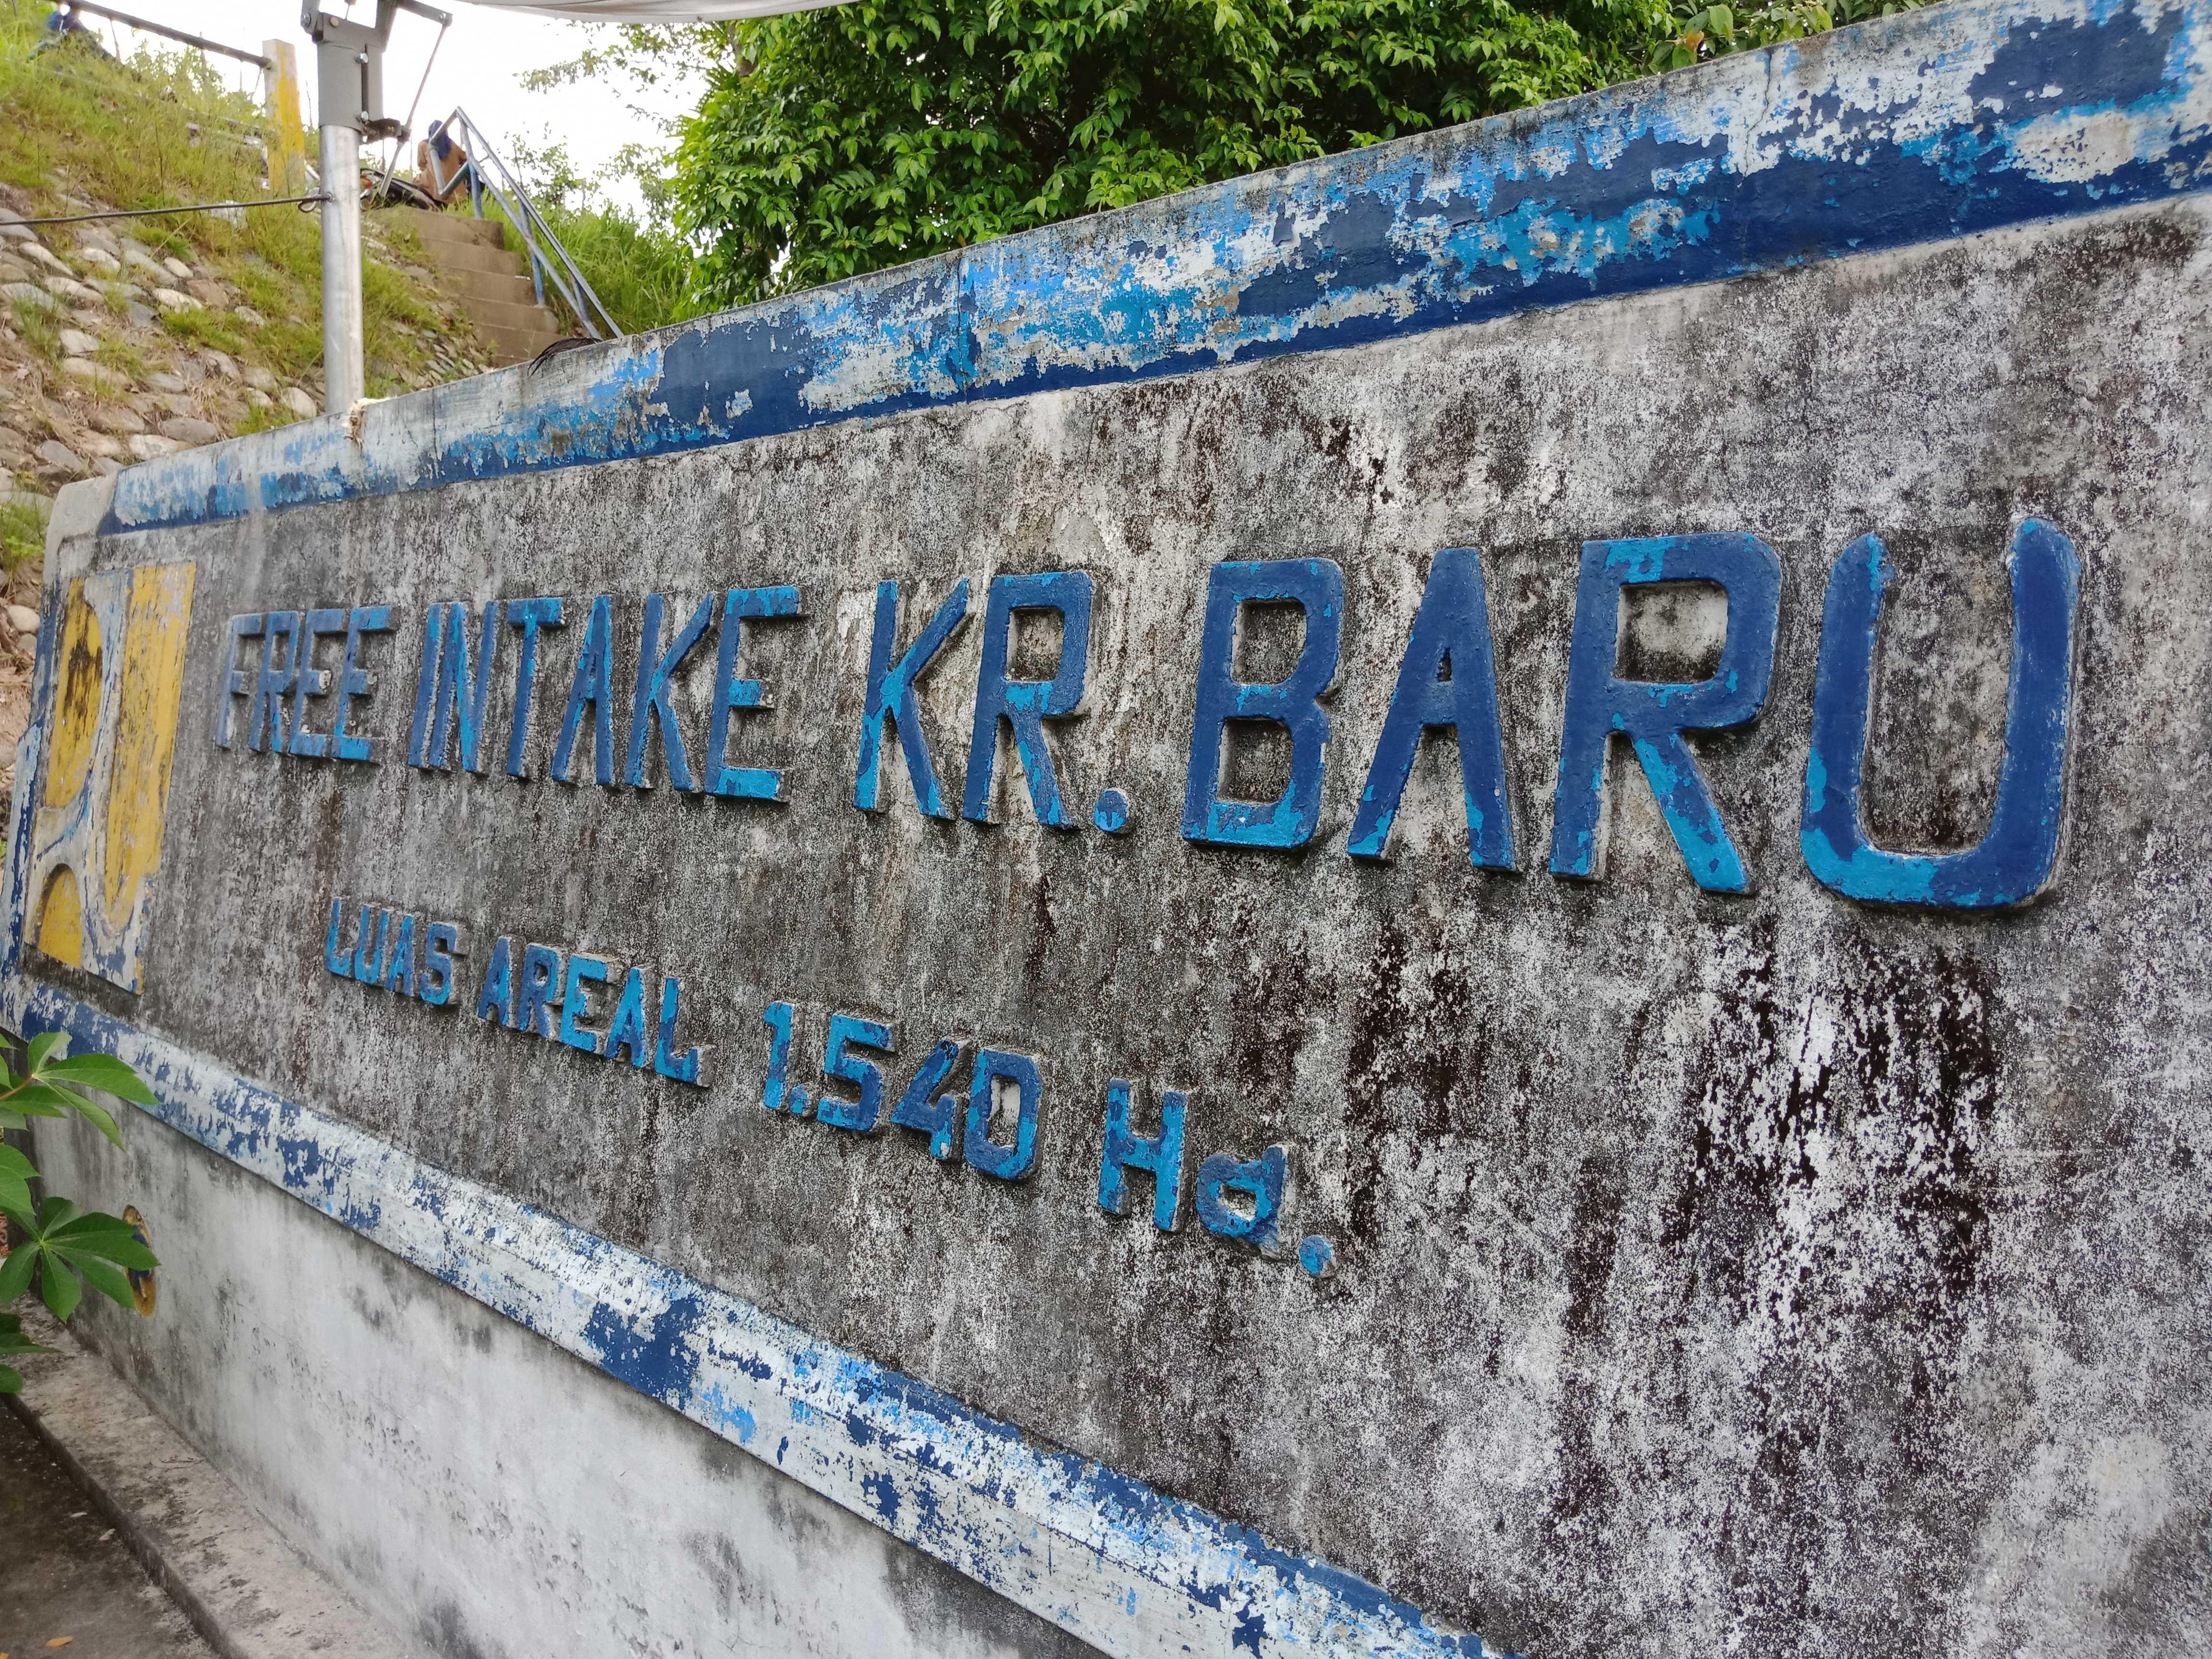 FREE INTAKE KR. BARU
LUAS AREAL 1.540 Ha.